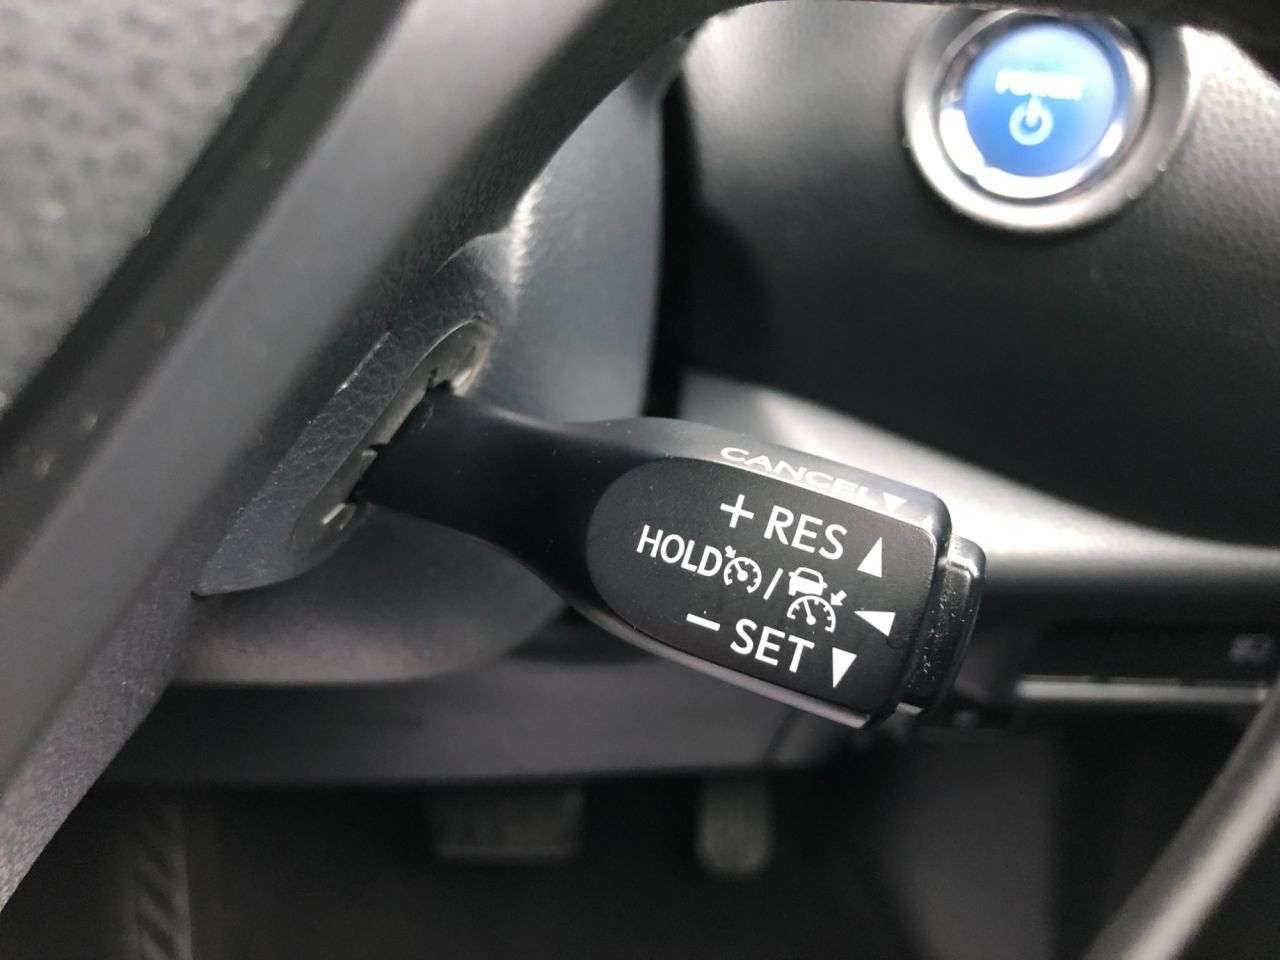 POWER
CANCEL
+ RES
HOLD /
- SET